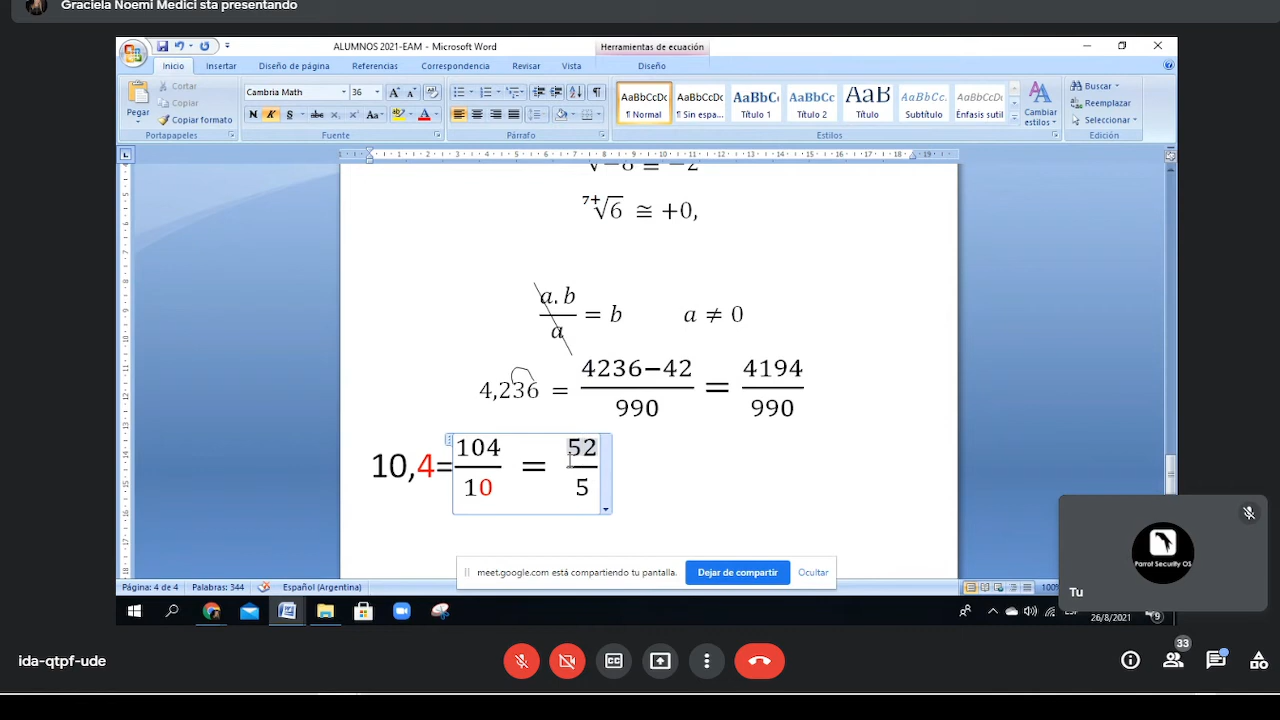 Graciela Noemi Medici sta presentando
ALUMNOS 2021-EAM - Microsoft Word
Herramientas de ecuación
Inicio Insertar Diseño de página Referencias Correspondencia Revisar Vista Diseño
Pegar
Cortar
Copiar
Copiar formato
Portapapeles
Cambria Math 36
Fuente
Párrafo
AaBbCcDc AaBbCcDc AaBbC AaBbCc AaB AaBbCc. AaBbCcDc
¶ Normal ¶ Sin espa... Título 1 Título 2 Título Subtítulo Énfasis sutil
Cambiar estilos
Estilos
Buscar
Reemplazar
Seleccionar
Edición
√−8 = −2
⁷⁺√6 ≅ +0,
a. b / a = b a ≠ 0
4,236 = 4236−42 / 990 = 4194 / 990
10,4= 104 / 10 = 52 / 5
meet.google.com está compartiendo tu pantalla. Dejar de compartir Ocultar
Página: 4 de 4 Palabras: 344 Español (Argentina) 100%
26/8/2021
Parrot Security OS
Tu
ida-qtpf-ude
33